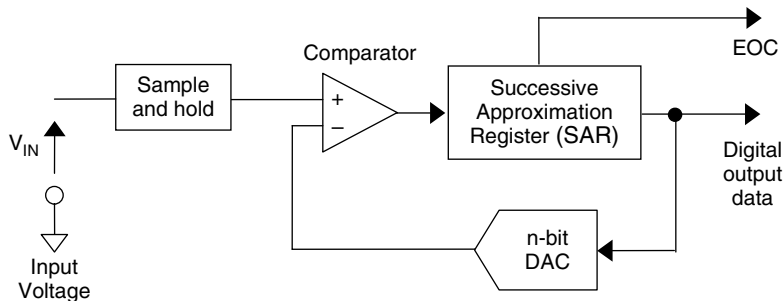 EOC
Comparator
Sample
and hold
+
−
Successive
Approximation
Register (SAR)
VIN
Digital
output
data
n-bit
DAC
Input
Voltage